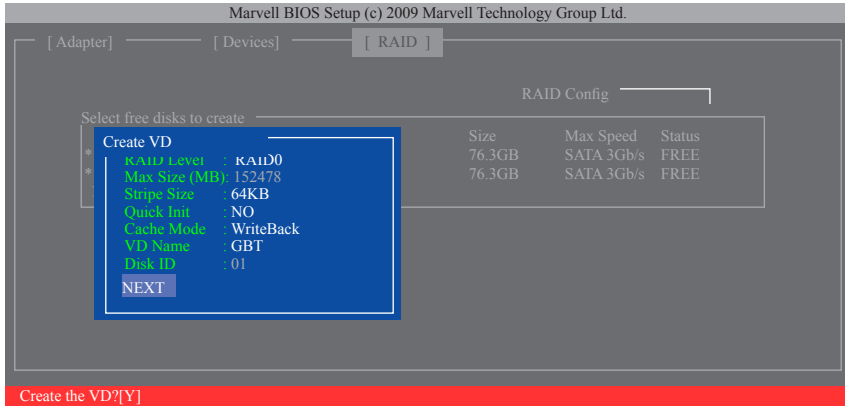 Marvell BIOS Setup (c) 2009 Marvell Technology Group Ltd.
[ Adapter] [ Devices] [ RAID ]
RAID Config
Select free disks to create
Size Max Speed Status
* 76.3GB SATA 3Gb/s FREE
* 76.3GB SATA 3Gb/s FREE
Create VD
RAID Level : RAID0
Max Size (MB): 152478
Stripe Size : 64KB
Quick Init : NO
Cache Mode : WriteBack
VD Name : GBT
Disk ID : 01
NEXT
Create the VD?[Y]